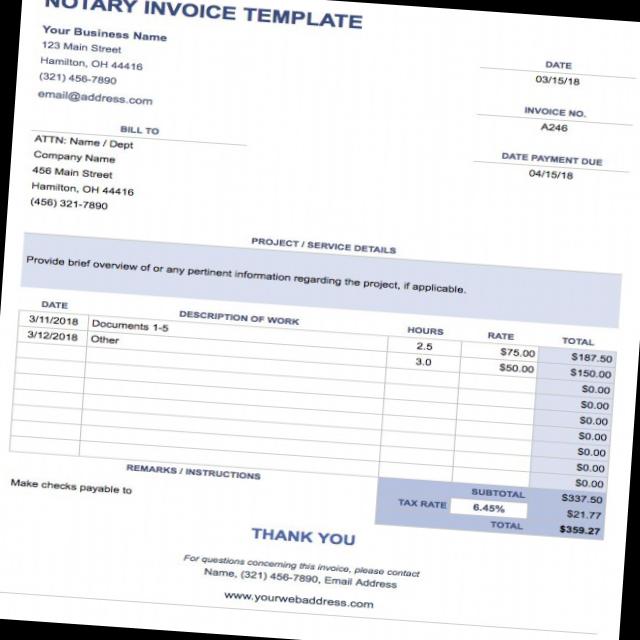 NOTARY INVOICE TEMPLATE
Your Business Name
123 Main Street
Hamilton, OH 44416
(321) 456-7890
email@address.com
DATE
03/15/18
INVOICE NO.
A246
DATE PAYMENT DUE
04/15/18
BILL TO
ATTN: Name / Dept
Company Name
456 Main Street
Hamilton, OH 44416
(456) 321-7890
PROJECT / SERVICE DETAILS
Provide brief overview of or any pertinent information regarding the project, if applicable.
DATE DESCRIPTION OF WORK HOURS RATE TOTAL
3/11/2018 Documents 1-5 2.5 $75.00 $187.50
3/12/2018 Other 3.0 $50.00 $150.00
$0.00
$0.00
$0.00
$0.00
$0.00
$0.00
$0.00
REMARKS / INSTRUCTIONS
Make checks payable to
SUBTOTAL $337.50
TAX RATE 6.45% $21.77
TOTAL $359.27
THANK YOU
For questions concerning this invoice, please contact
Name, (321) 456-7890, Email Address
www.yourwebaddress.com